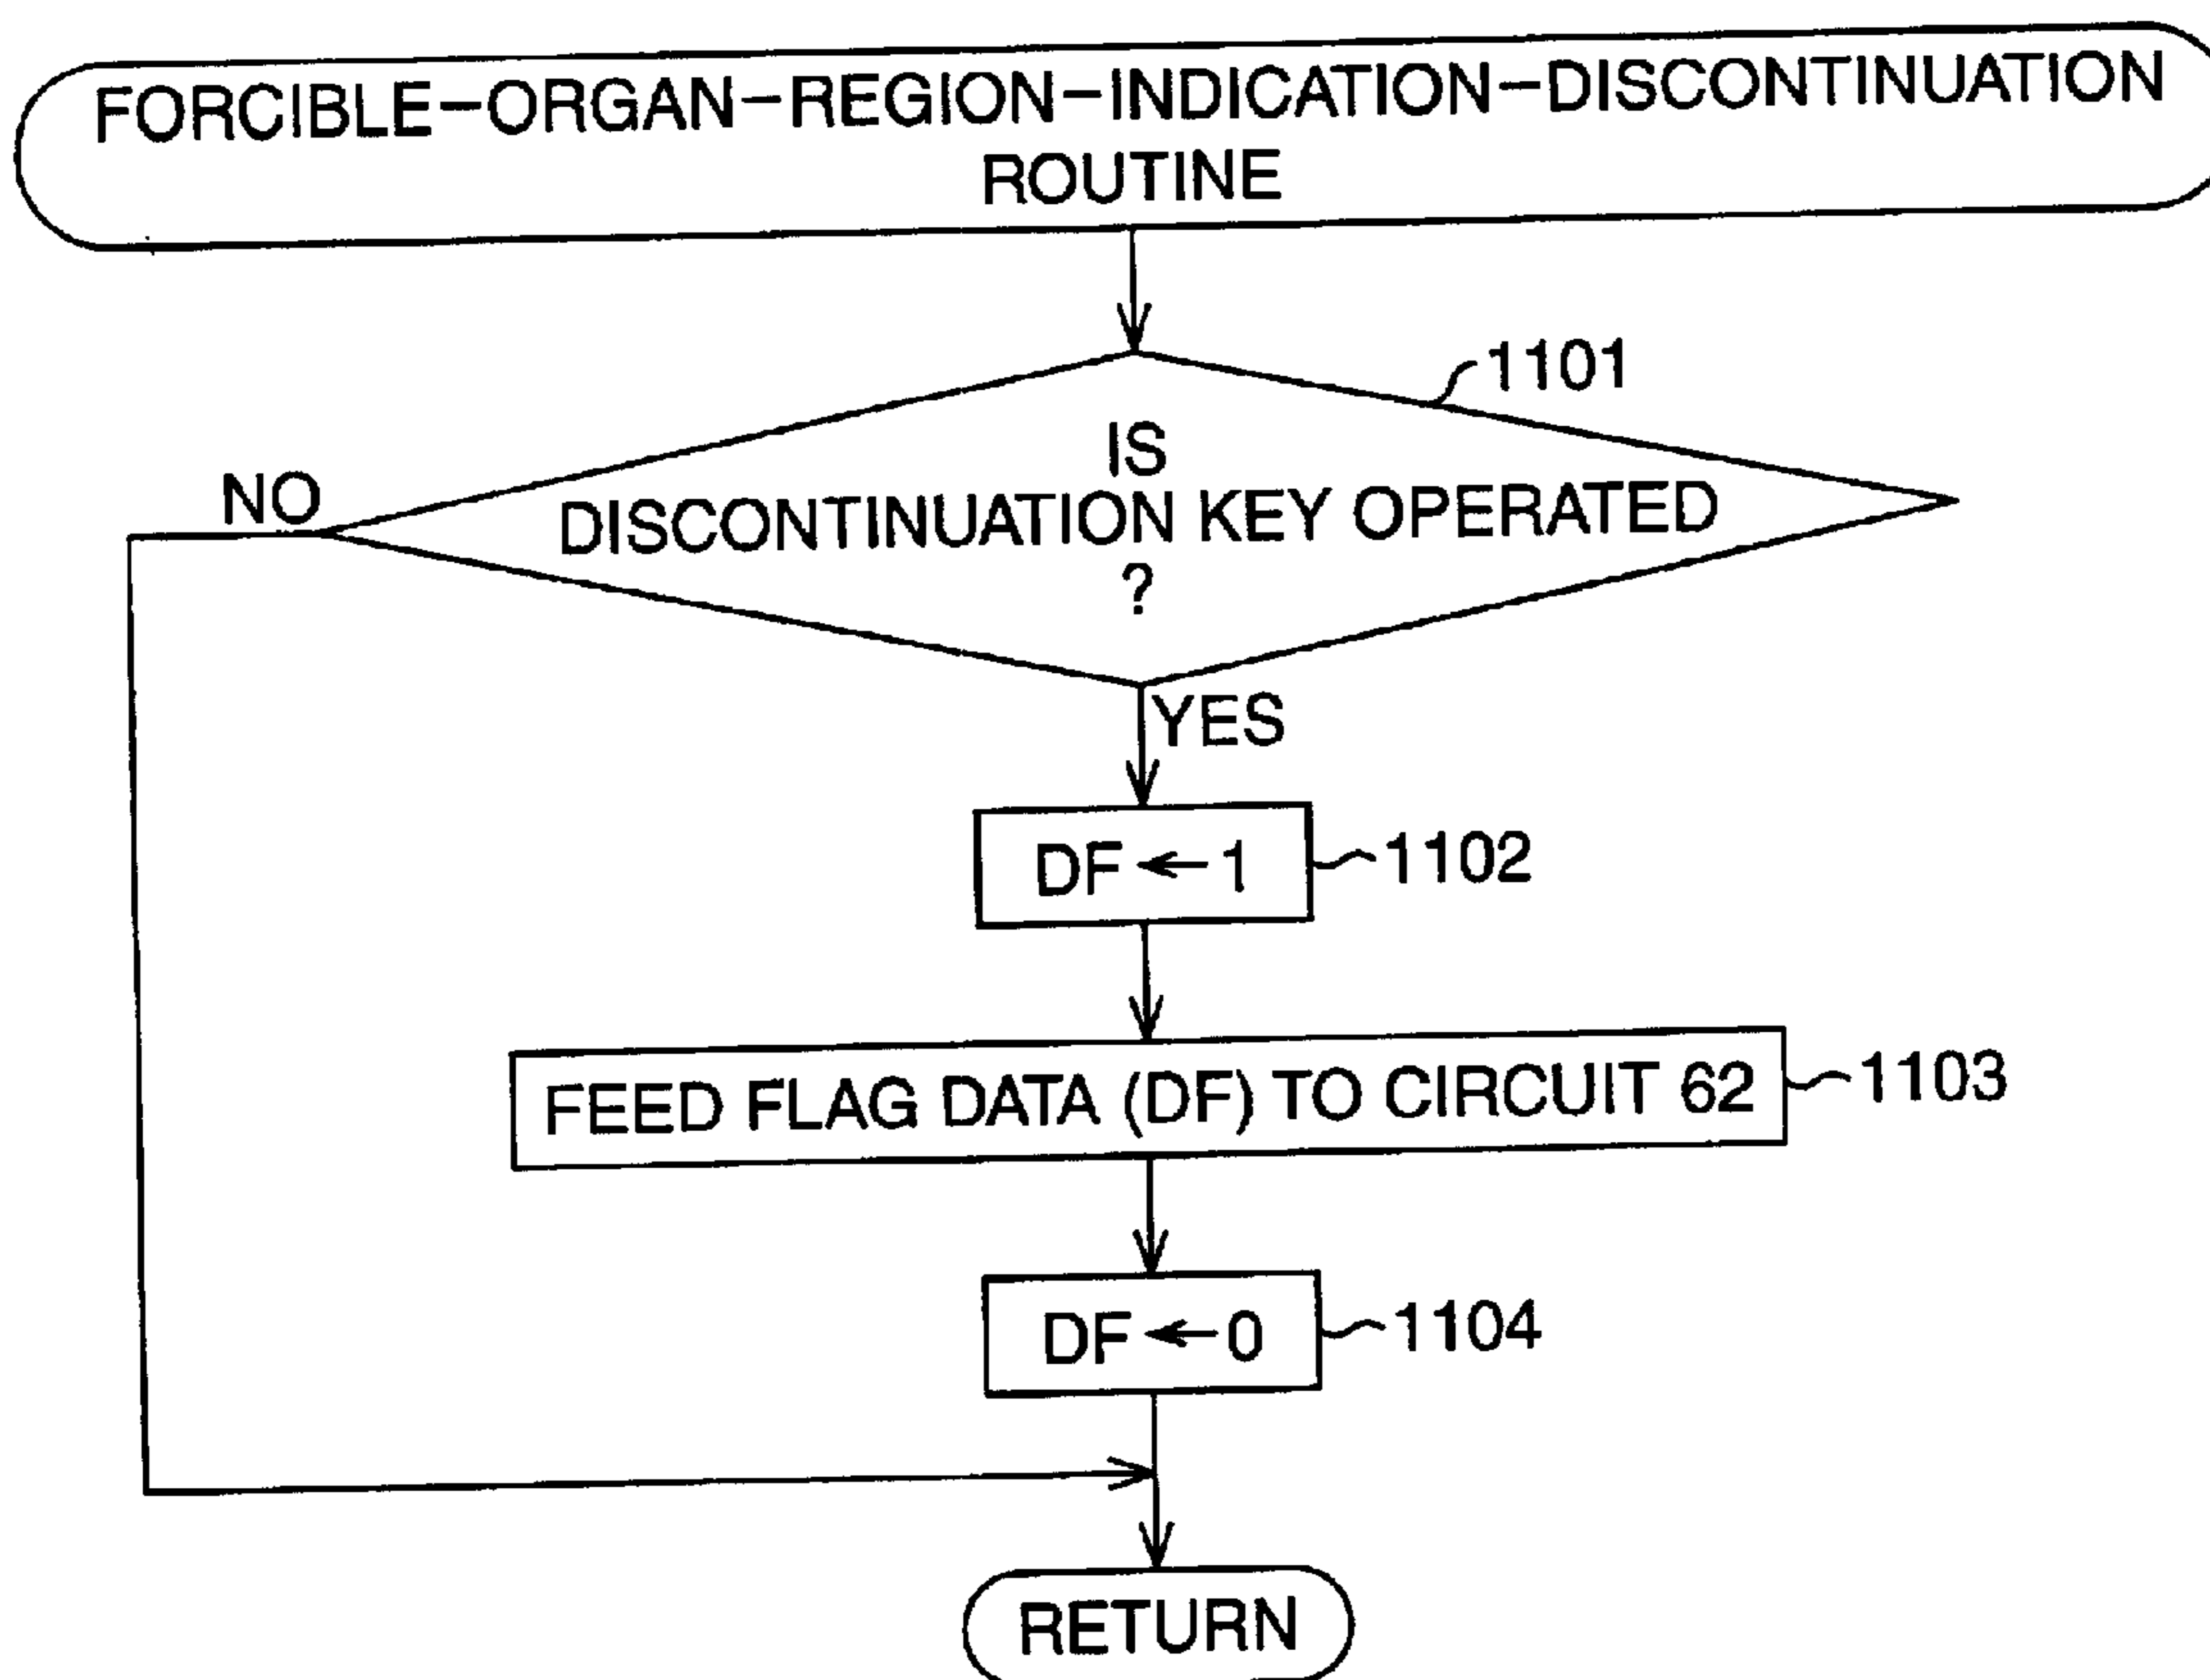 FORCIBLE-ORGAN-REGION-INDICATION-DISCONTINUATION
ROUTINE
1101
IS
DISCONTINUATION KEY OPERATED
?
NO
YES
DF ← 1
1102
FEED FLAG DATA (DF) TO CIRCUIT 62
1103
DF ← 0
1104
RETURN